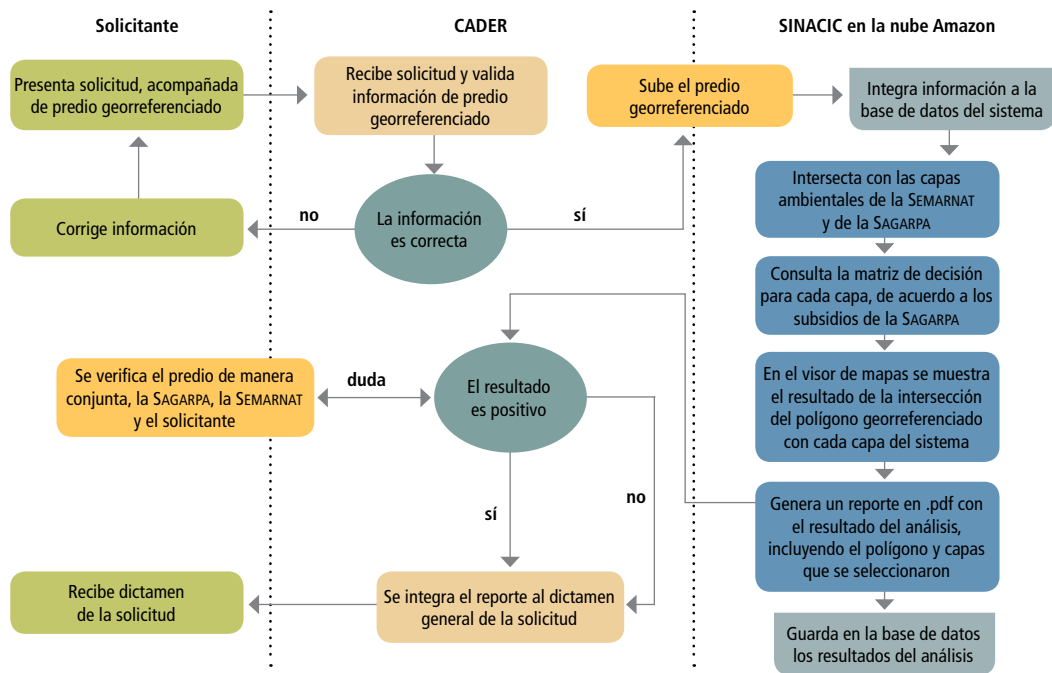 Solicitante
CADER
SINACIC en la nube Amazon
Presenta solicitud, acompañada
de predio georreferenciado
Recibe solicitud y valida
información de predio
georreferenciado
Sube el predio
georreferenciado
Integra información a la
base de datos del sistema
Corrige información
no
La información
es correcta
sí
Intersecta con las capas
ambientales de la SEMARNAT
y de la SAGARPA
Consulta la matriz de decisión
para cada capa, de acuerdo a los
subsidios de la SAGARPA
Se verifica el predio de manera
conjunta, la SAGARPA, la SEMARNAT
y el solicitante
duda
El resultado
es positivo
En el visor de mapas se muestra
el resultado de la intersección
del polígono georreferenciado
con cada capa del sistema
sí
no
Genera un reporte en .pdf con
el resultado del análisis,
incluyendo el polígono y capas
que se seleccionaron
Recibe dictamen
de la solicitud
Se integra el reporte al dictamen
general de la solicitud
Guarda en la base de datos
los resultados del análisis